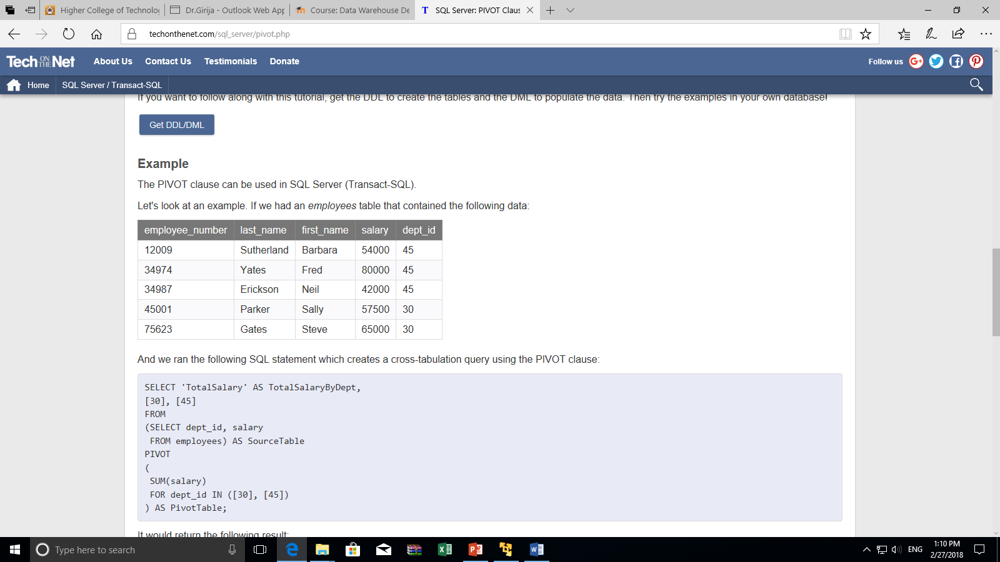 Higher College of Technolo
Dr.Girija - Outlook Web App
Course: Data Warehouse De
SQL Server: PIVOT Claus
techonthenet.com/sql_server/pivot.php
Tech ON THE Net
About Us Contact Us Testimonials Donate
Follow us
Home SQL Server / Transact-SQL
If you want to follow along with this tutorial, get the DDL to create the tables and the DML to populate the data. Then try the examples in your own database!
Get DDL/DML
Example
The PIVOT clause can be used in SQL Server (Transact-SQL).
Let's look at an example. If we had an employees table that contained the following data:
employee_number last_name first_name salary dept_id
12009 Sutherland Barbara 54000 45
34974 Yates Fred 80000 45
34987 Erickson Neil 42000 45
45001 Parker Sally 57500 30
75623 Gates Steve 65000 30
And we ran the following SQL statement which creates a cross-tabulation query using the PIVOT clause:
SELECT 'TotalSalary' AS TotalSalaryByDept,
[30], [45]
FROM
(SELECT dept_id, salary
FROM employees) AS SourceTable
PIVOT
(
SUM(salary)
FOR dept_id IN ([30], [45])
) AS PivotTable;
It would return the following result:
Type here to search
ENG
1:10 PM
2/27/2018